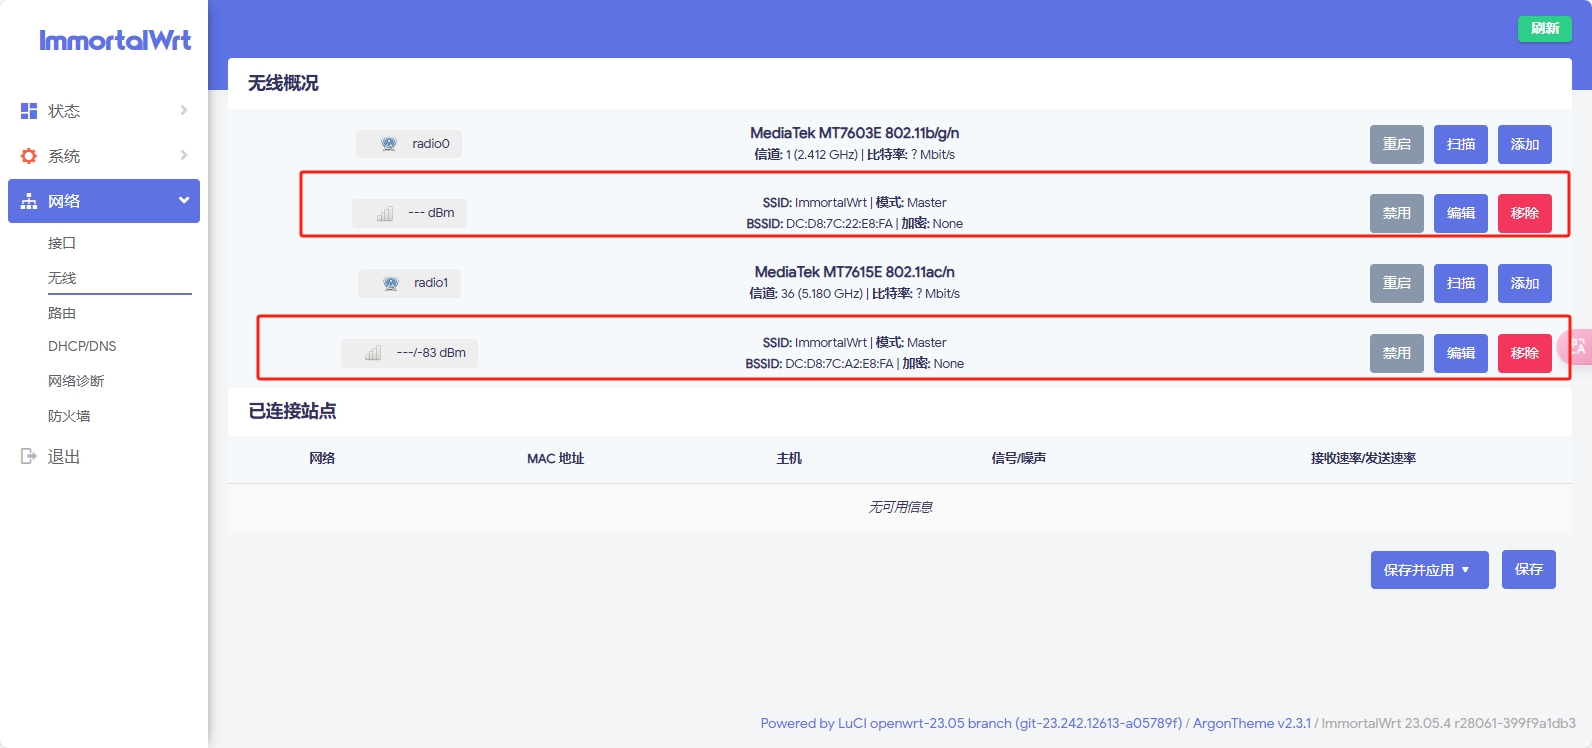 ImmortalWrt
刷新
状态
系统
网络
接口
无线
路由
DHCP/DNS
网络诊断
防火墙
退出
无线概况
radio0
MediaTek MT7603E 802.11b/g/n
信道: 1 (2.412 GHz) | 比特率: ? Mbit/s
重启 扫描 添加
--- dBm
SSID: ImmortalWrt | 模式: Master
BSSID: DC:D8:7C:22:E8:FA | 加密: None
禁用 编辑 移除
radio1
MediaTek MT7615E 802.11ac/n
信道: 36 (5.180 GHz) | 比特率: ? Mbit/s
重启 扫描 添加
---/-83 dBm
SSID: ImmortalWrt | 模式: Master
BSSID: DC:D8:7C:A2:E8:FA | 加密: None
禁用 编辑 移除
已连接站点
网络 MAC 地址 主机 信号/噪声 接收速率/发送速率
无可用信息
保存并应用 保存
Powered by LuCI openwrt-23.05 branch (git-23.242.12613-a05789f) / ArgonTheme v2.3.1 / ImmortalWrt 23.05.4 r28061-399f9a1db3